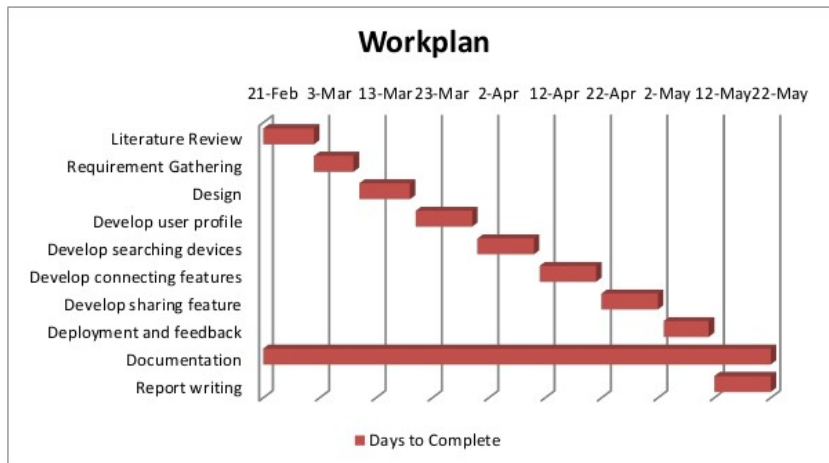 Workplan
21-Feb 3-Mar 13-Mar 23-Mar 2-Apr 12-Apr 22-Apr 2-May 12-May 22-May
Literature Review
Requirement Gathering
Design
Develop user profile
Develop searching devices
Develop connecting features
Develop sharing feature
Deployment and feedback
Documentation
Report writing
Days to Complete